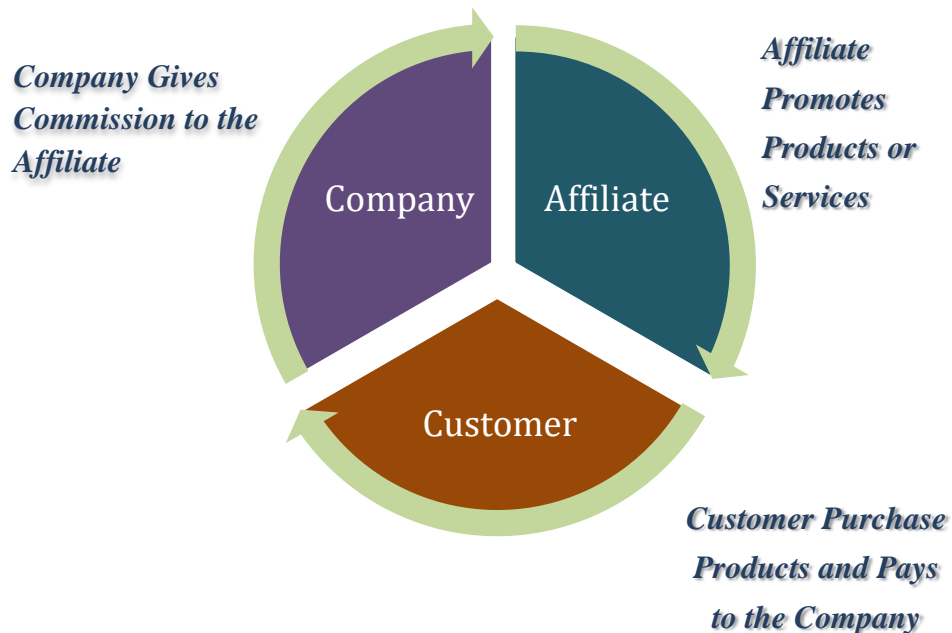 Company Gives
Commission to the
Affiliate
Affiliate
Promotes
Products or
Services
Company
Affiliate
Customer
Customer Purchase
Products and Pays
to the Company